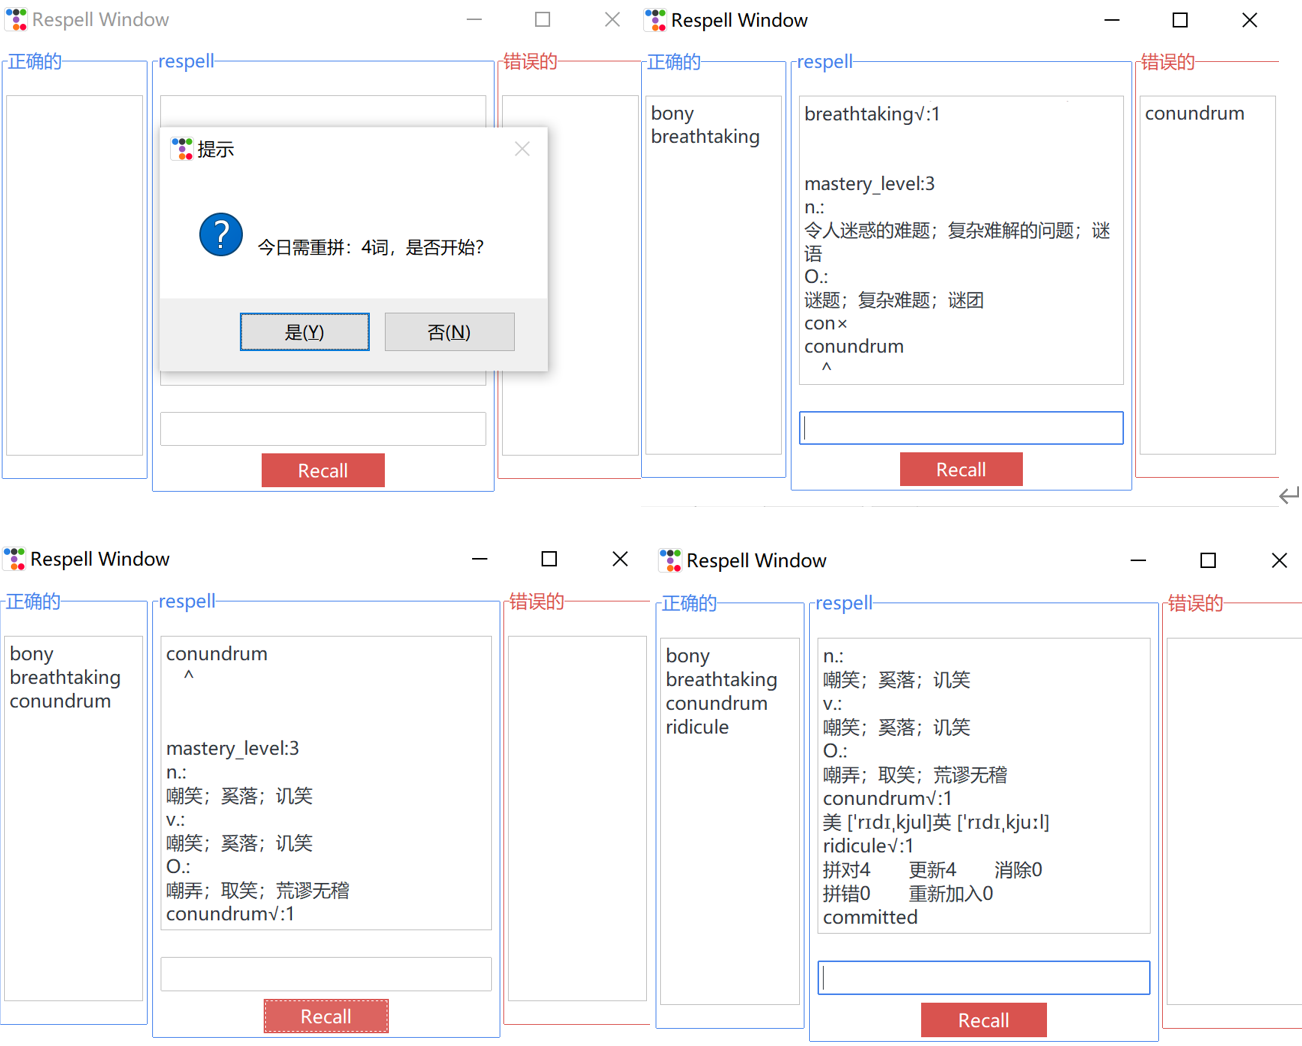 Respell Window
正确的
respell
错误的
提示
今日需重拼：4词，是否开始？
是(Y)
否(N)
Recall
Respell Window
正确的
respell
错误的
bony
breathtaking
breathtaking√:1
mastery_level:3
n.:
令人迷惑的难题；复杂难解的问题；谜
语
O.:
谜题；复杂难题；谜团
con×
conundrum
^
conundrum
Recall
Respell Window
正确的
respell
错误的
bony
breathtaking
conundrum
conundrum
^
mastery_level:3
n.:
嘲笑；奚落；讥笑
v.:
嘲笑；奚落；讥笑
O.:
嘲弄；取笑；荒谬无稽
conundrum√:1
Recall
Respell Window
正确的
respell
错误的
bony
breathtaking
conundrum
ridicule
n.:
嘲笑；奚落；讥笑
v.:
嘲笑；奚落；讥笑
O.:
嘲弄；取笑；荒谬无稽
conundrum√:1
美 ['rɪdɪˌkjul]英 ['rɪdɪˌkjuːl]
ridicule√:1
拼对4 更新4 消除0
拼错0 重新加入0
committed
Recall